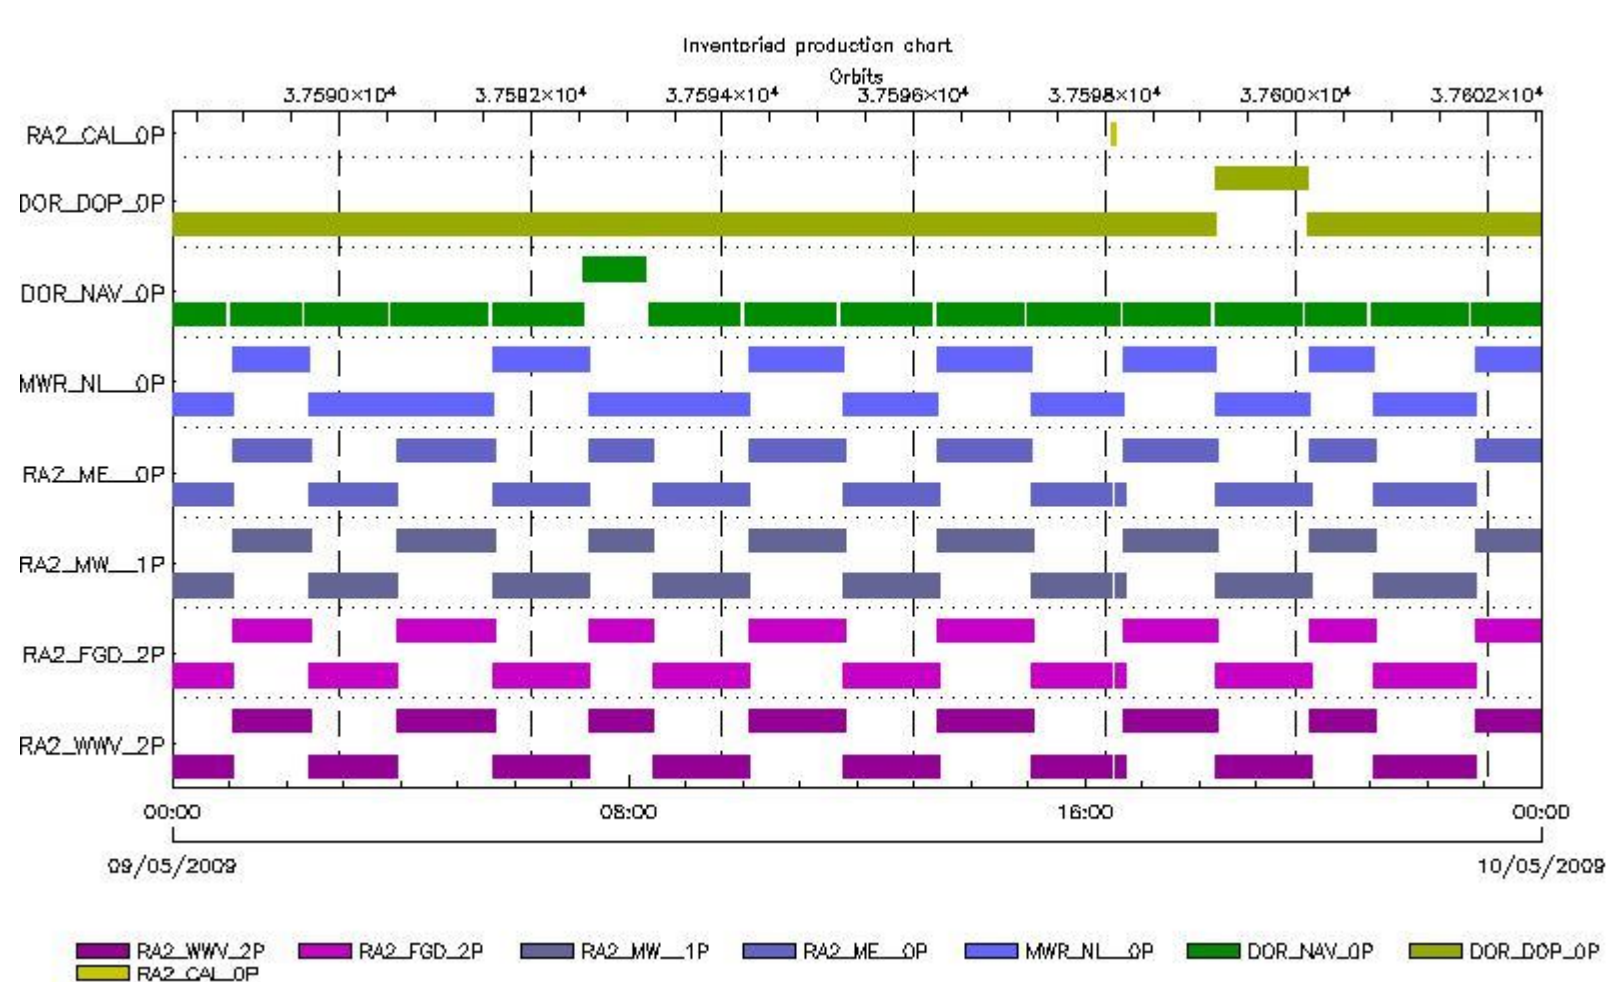 Inventoried production chart
Orbits
3.7590×10⁴ 3.7592×10⁴ 3.7594×10⁴ 3.7596×10⁴ 3.7598×10⁴ 3.7600×10⁴ 3.7602×10⁴
RA2_CAL__0P
DOR_DOP_0P
DOR_NAV_0P
MWR_NL__0P
RA2_ME__0P
RA2_MW__1P
RA2_FGD_2P
RA2_WWV_2P
00:00 08:00 16:00 00:00
09/05/2009 10/05/2009
RA2_WWV_2P RA2_FGD_2P RA2_MW__1P RA2_ME__0P MWR_NL__0P DOR_NAV_0P DOR_DOP_0P
RA2_CAL_0P